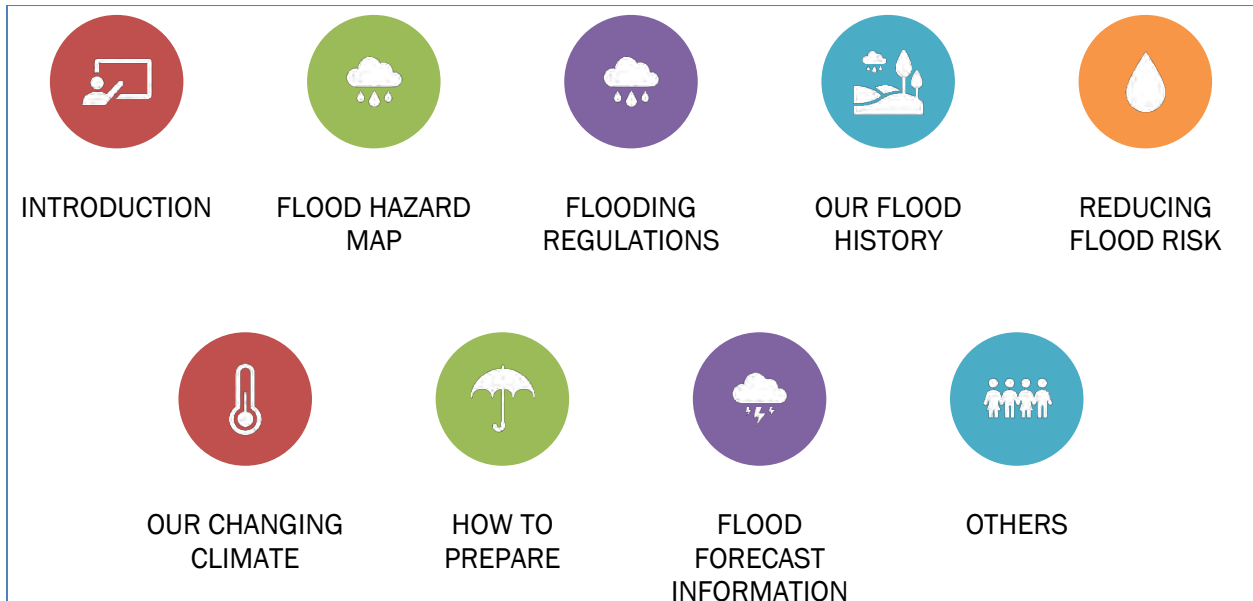 INTRODUCTION
FLOOD HAZARD
MAP
FLOODING
REGULATIONS
OUR FLOOD
HISTORY
REDUCING
FLOOD RISK
OUR CHANGING
CLIMATE
HOW TO
PREPARE
FLOOD
FORECAST
INFORMATION
OTHERS